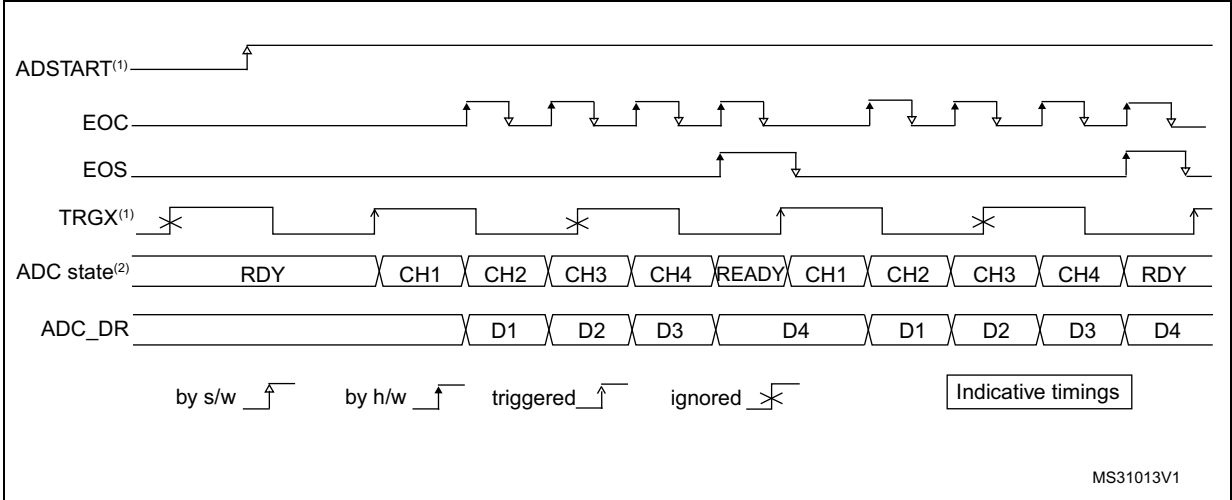 ADSTART(1)
EOC
EOS
TRGX(1)
ADC state(2) RDY CH1 CH2 CH3 CH4 READY CH1 CH2 CH3 CH4 RDY
ADC_DR D1 D2 D3 D4 D1 D2 D3 D4
by s/w by h/w triggered ignored Indicative timings
MS31013V1